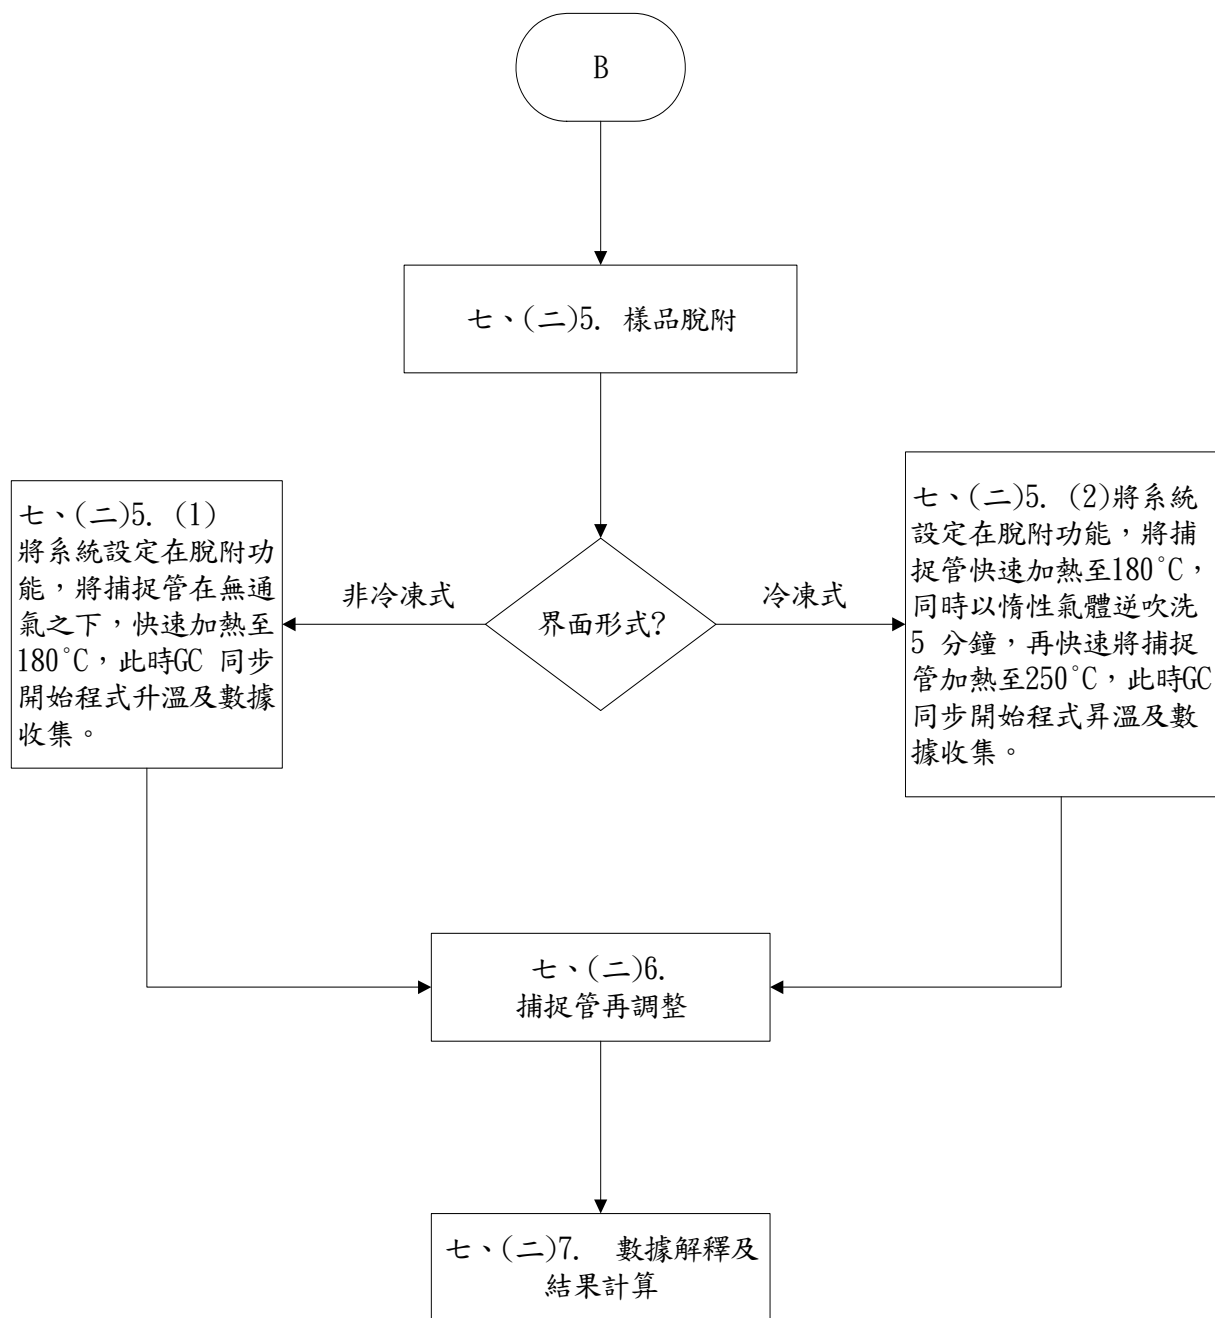 B
七、(二)5. 樣品脫附
七、(二)5. (1)
將系統設定在脫附功
能，將捕捉管在無通
氣之下，快速加熱至
180°C，此時GC 同步
開始程式升溫及數據
收集。
非冷凍式
界面形式?
冷凍式
七、(二)5. (2)將系統
設定在脫附功能，將捕
捉管快速加熱至180°C，
同時以惰性氣體逆吹洗
5 分鐘，再快速將捕捉
管加熱至250°C，此時GC
同步開始程式昇溫及數
據收集。
七、(二)6.
捕捉管再調整
七、(二)7. 數據解釋及
結果計算